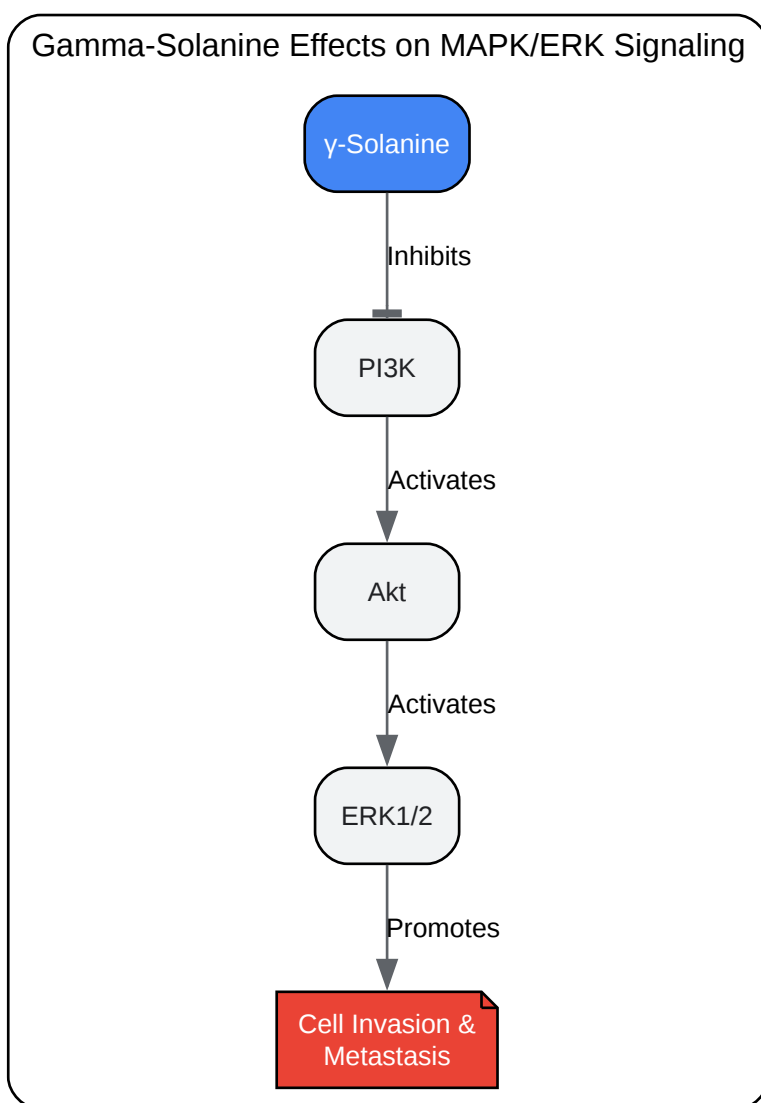 Gamma-Solanine Effects on MAPK/ERK Signaling
γ-Solanine
Inhibits
PI3K
Activates
Akt
Activates
ERK1/2
Promotes
Cell Invasion &
Metastasis